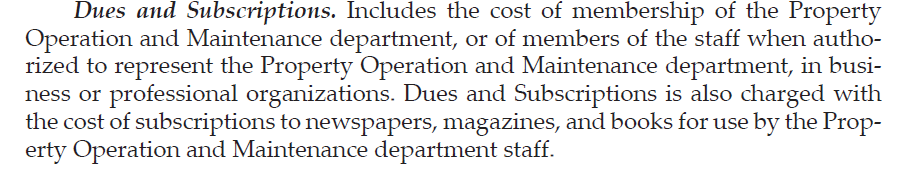 Dues and Subscriptions. Includes the cost of membership of the Property
Operation and Maintenance department, or of members of the staff when autho-
rized to represent the Property Operation and Maintenance department, in busi-
ness or professional organizations. Dues and Subscriptions is also charged with
the cost of subscriptions to newspapers, magazines, and books for use by the Prop-
erty Operation and Maintenance department staff.